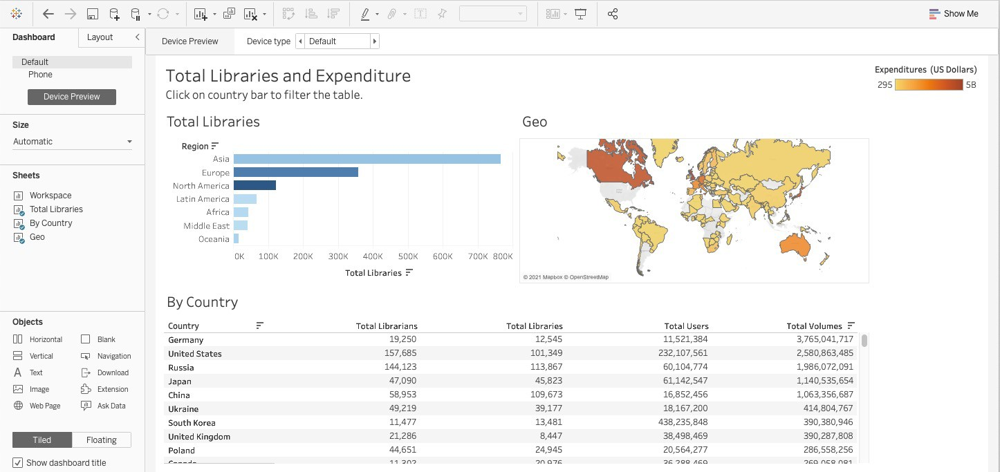 Show Me
Dashboard Layout
Device Preview Device type Default
Default
Phone
Device Preview
Size
Automatic
Sheets
Workspace
Total Libraries
By Country
Geo
Objects
Horizontal Blank
Vertical Navigation
Text Download
Image Extension
Web Page Ask Data
Tiled Floating
Show dashboard title
Total Libraries and Expenditure
Click on country bar to filter the table.
Expenditures (US Dollars)
295 5B
Total Libraries
Region
Asia
Europe
North America
Latin America
Africa
Middle East
Oceania
0K 100K 200K 300K 400K 500K 600K 700K 800K
Total Libraries
Geo
© 2021 Mapbox © OpenStreetMap
By Country
Country Total Librarians Total Libraries Total Users Total Volumes
Germany 19,250 12,545 11,521,384 3,765,041,717
United States 157,685 101,349 232,107,561 2,580,863,485
Russia 144,123 113,867 60,104,774 1,986,072,091
Japan 47,090 45,823 61,142,547 1,140,535,654
China 58,953 109,673 16,852,456 1,063,356,687
Ukraine 49,219 39,177 18,167,200 414,804,767
South Korea 11,477 13,481 438,235,848 390,380,946
United Kingdom 21,286 8,447 38,498,469 390,287,808
Poland 44,651 24,945 20,564,277 286,558,256